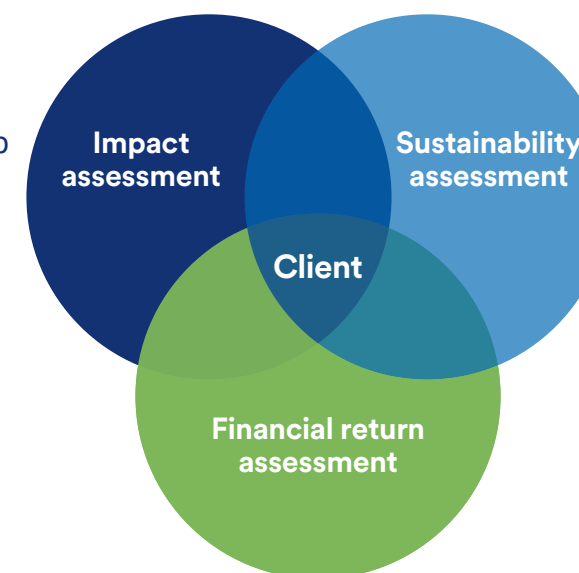 Impact
assessment
Sustainability
assessment
Client
Financial return
assessment